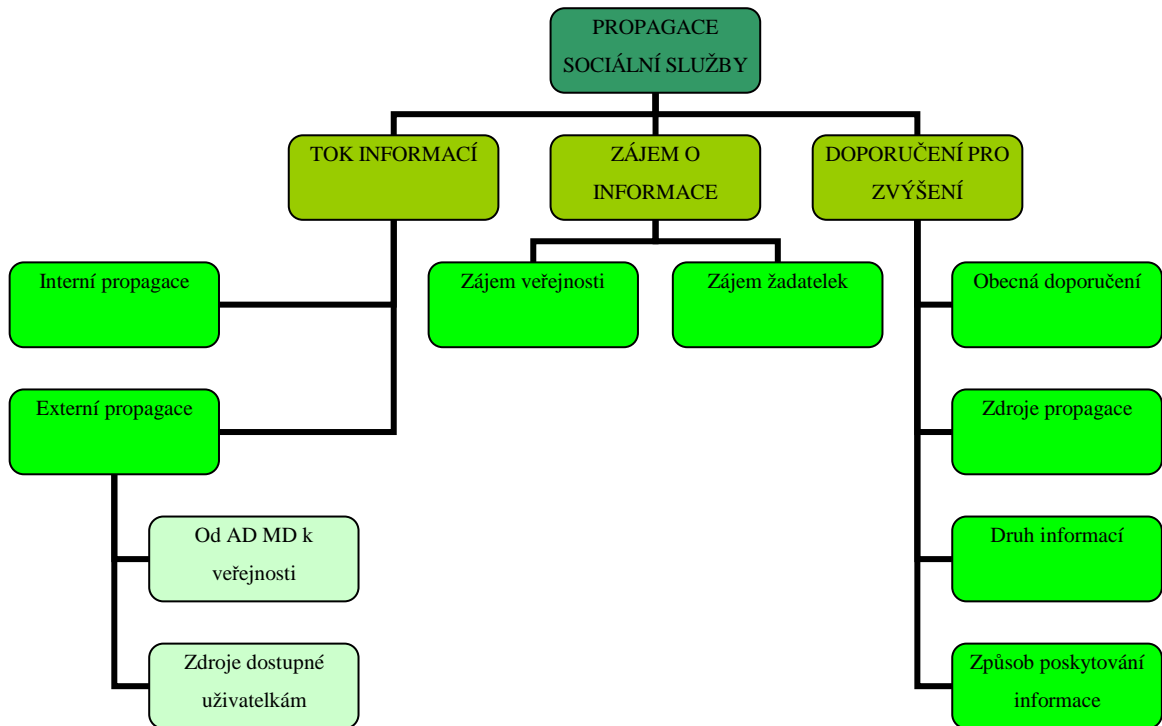 PROPAGACE
SOCIÁLNÍ SLUŽBY
TOK INFORMACÍ
ZÁJEM O
INFORMACE
DOPORUČENÍ PRO
ZVÝŠENÍ
Interní propagace
Zájem veřejnosti
Zájem žadatelek
Obecná doporučení
Externí propagace
Zdroje propagace
Od AD MD k
veřejnosti
Druh informací
Zdroje dostupné
uživatelkám
Způsob poskytování
informace